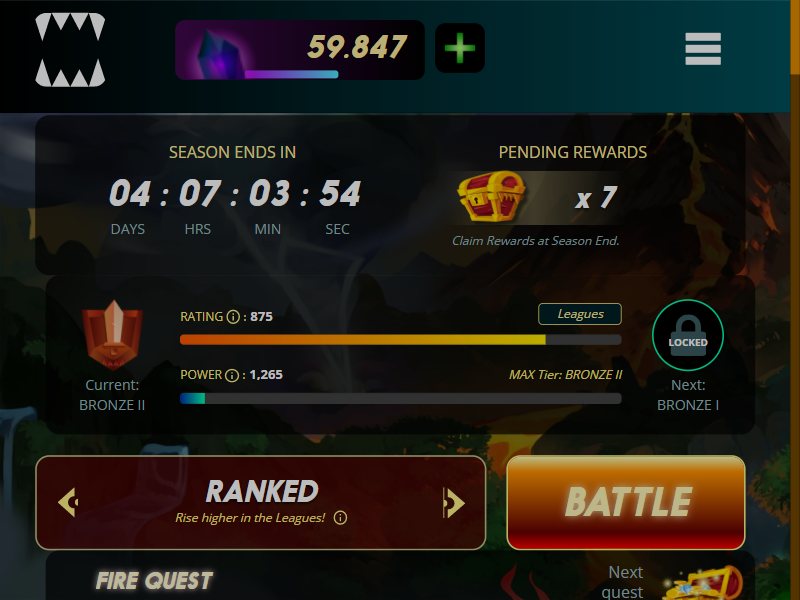 59.847
SEASON ENDS IN
04 : 07 : 03 : 54
DAYS HRS MIN SEC
PENDING REWARDS
x 7
Claim Rewards at Season End.
Current:
BRONZE II
RATING : 875
Leagues
POWER : 1,265
MAX Tier: BRONZE II
LOCKED
Next:
BRONZE I
RANKED
Rise higher in the Leagues!
BATTLE
FIRE QUEST
Next
quest